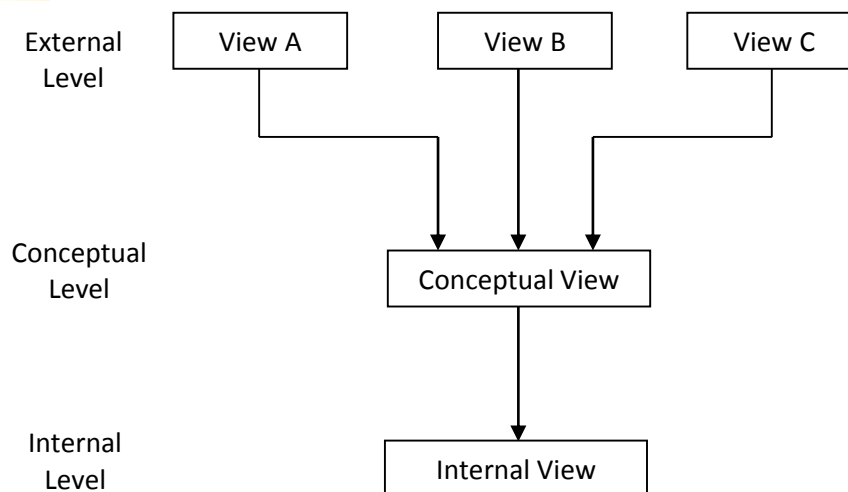 External
Level
View A
View B
View C
Conceptual
Level
Conceptual View
Internal
Level
Internal View